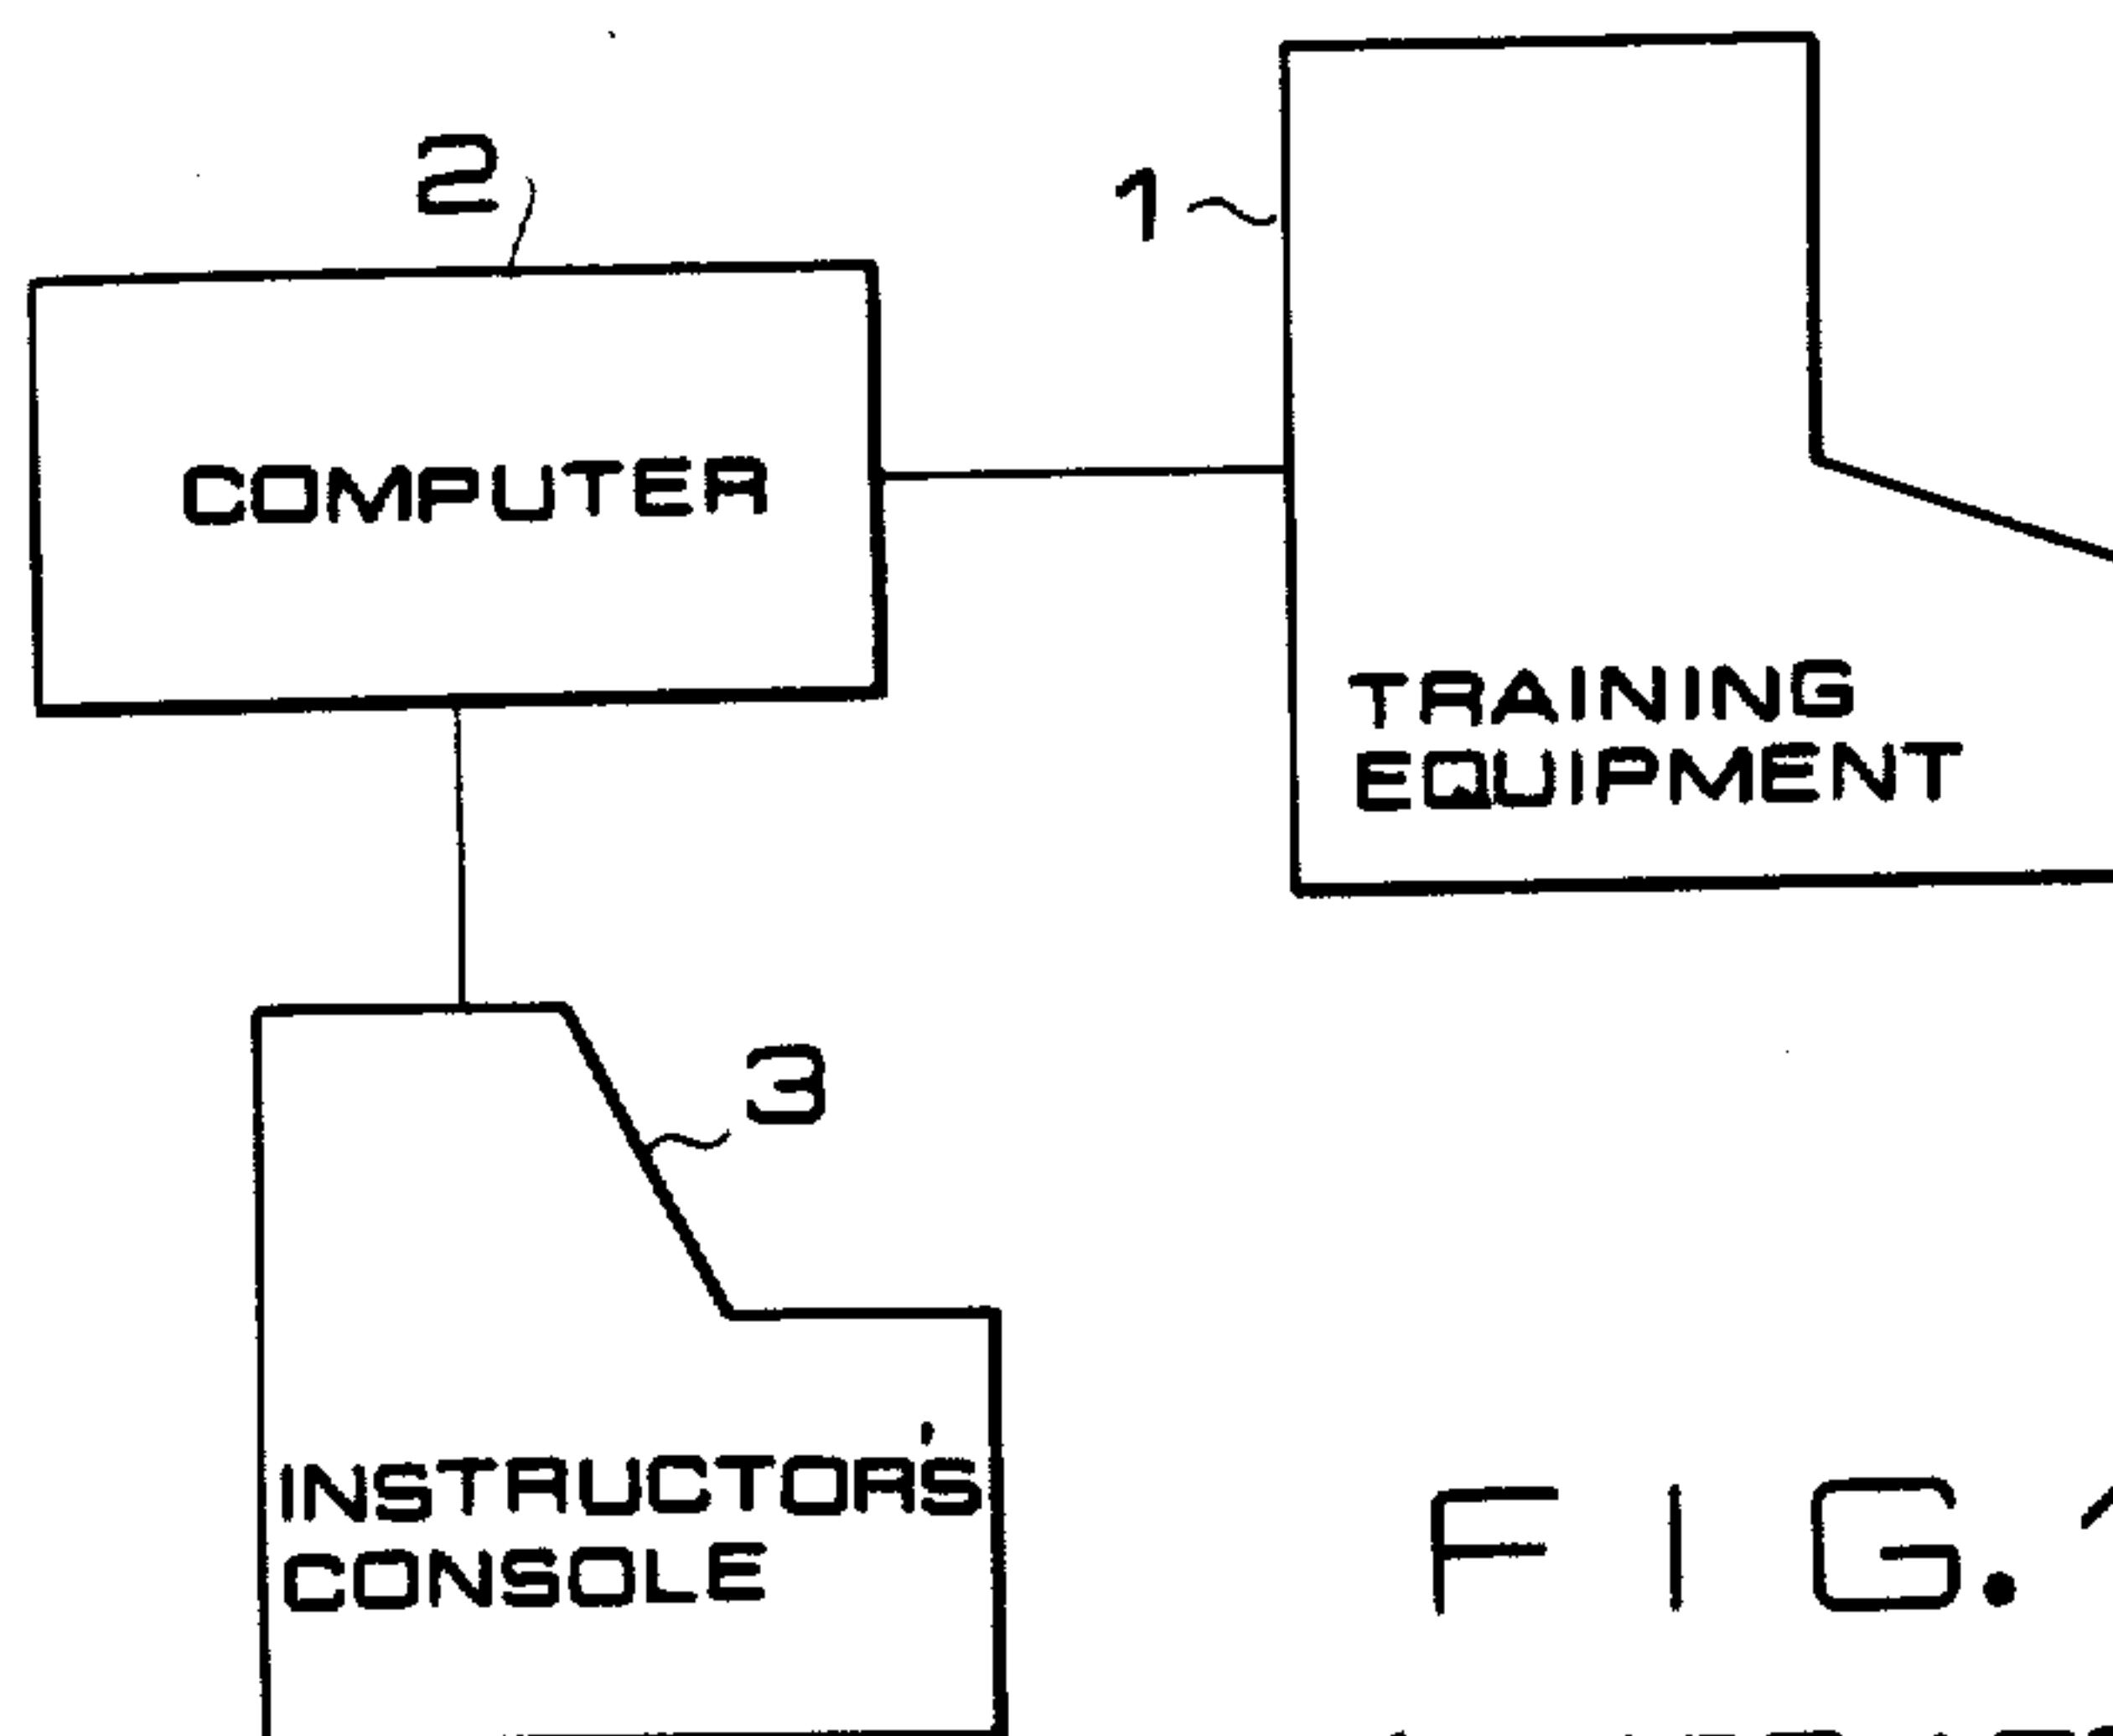 2
1
COMPUTER
TRAINING
EQUIPMENT
3
INSTRUCTOR'S
CONSOLE
FIG.